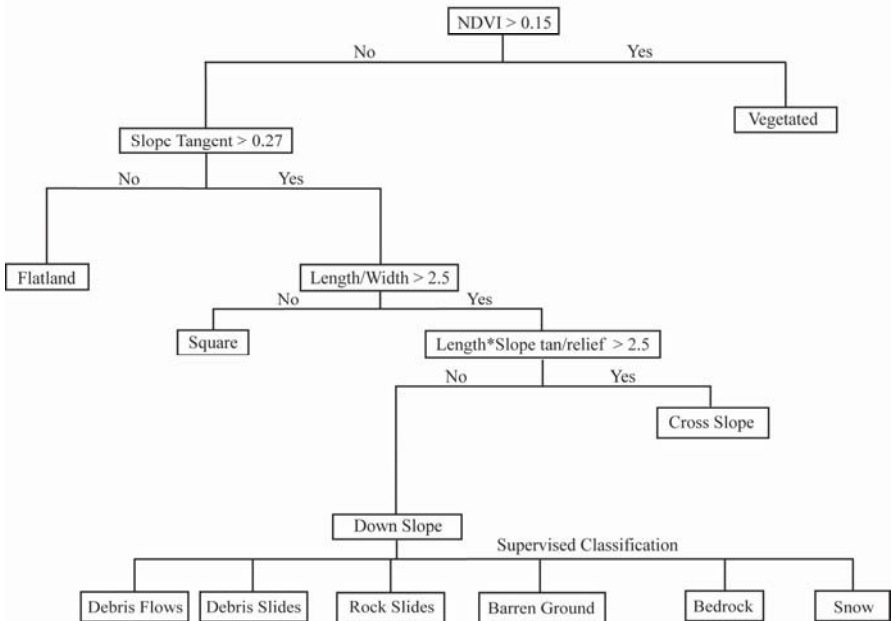 NDVI > 0.15
No
Yes
Vegetated
Slope Tangent > 0.27
No
Yes
Flatland
Length/Width > 2.5
No
Yes
Square
Length*Slope tan/relief > 2.5
No
Yes
Cross Slope
Down Slope
Supervised Classification
Debris Flows
Debris Slides
Rock Slides
Barren Ground
Bedrock
Snow